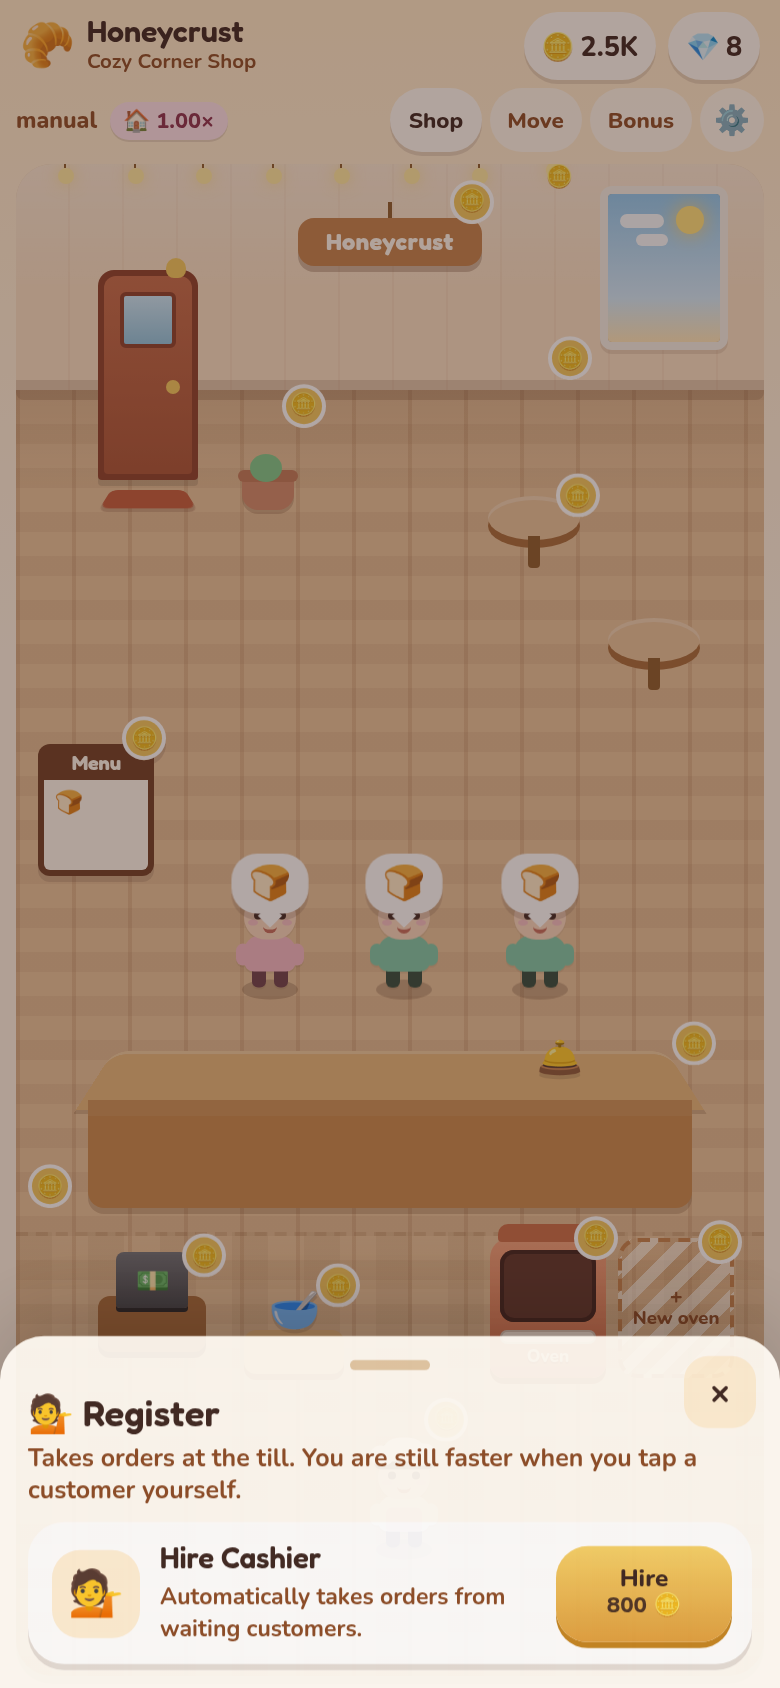 Honeycrust
Cozy Corner Shop
2.5K
8
manual
1.00×
Shop
Move
Bonus
Honeycrust
Menu
+
New oven
Oven
Register
×
Takes orders at the till. You are still faster when you tap a
customer yourself.
Hire Cashier
Automatically takes orders from
waiting customers.
Hire
800